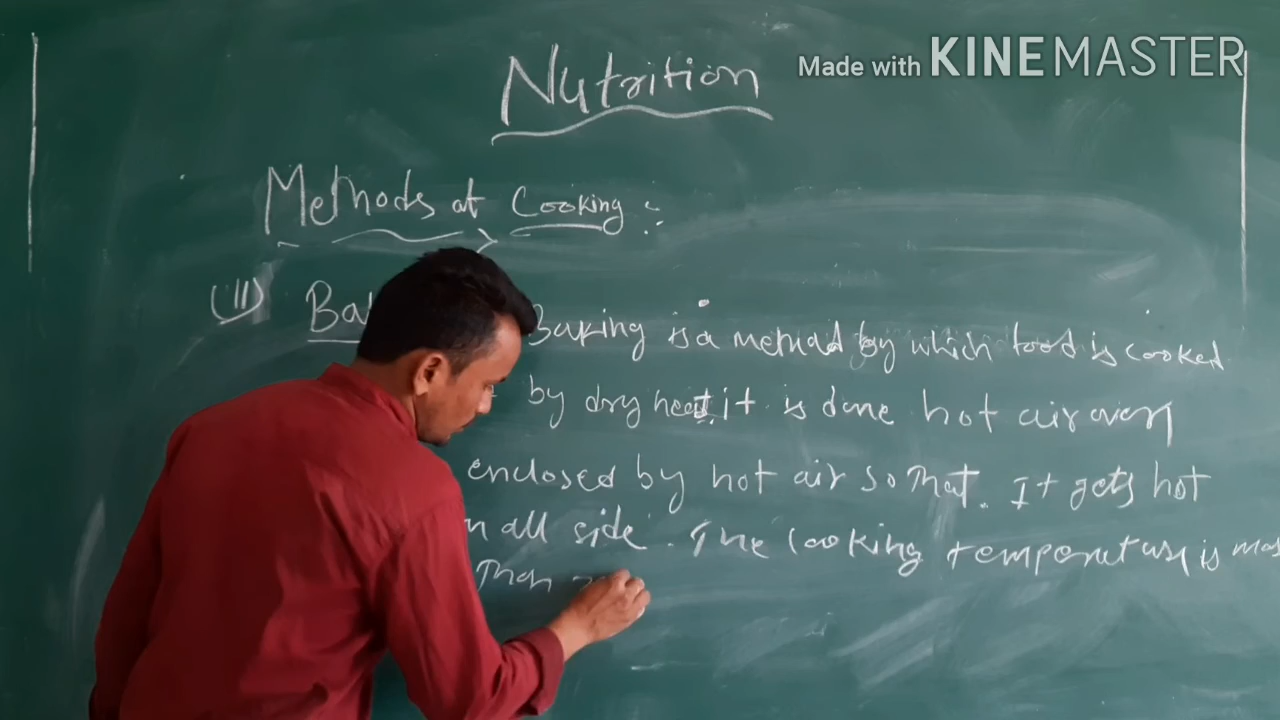 Nutrition
Made with KINEMASTER
Methods at Cooking :-
(II) Ba
Baking is a method by which food is cooked
by dry heat it is done hot air oven
enclosed by hot air so that. It gets hot
n all side. The cooking temperature is mo
Than